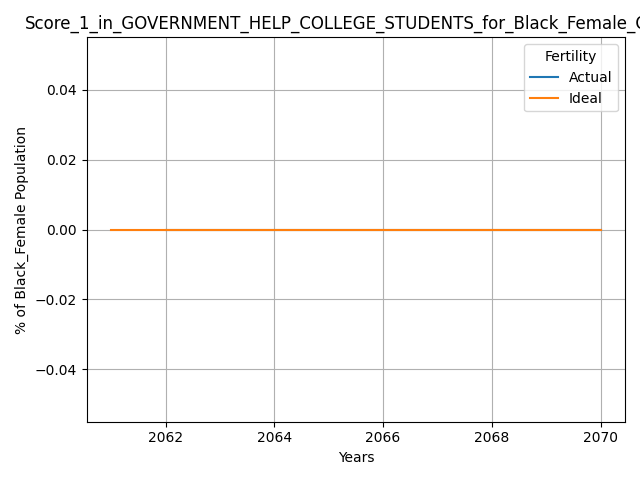 Score_1_in_GOVERNMENT_HELP_COLLEGE_STUDENTS_for_Black_Female_
Fertility
Actual
Ideal
0.04
0.02
0.00
−0.02
−0.04
% of Black_Female Population
2062 2064 2066 2068 2070
Years